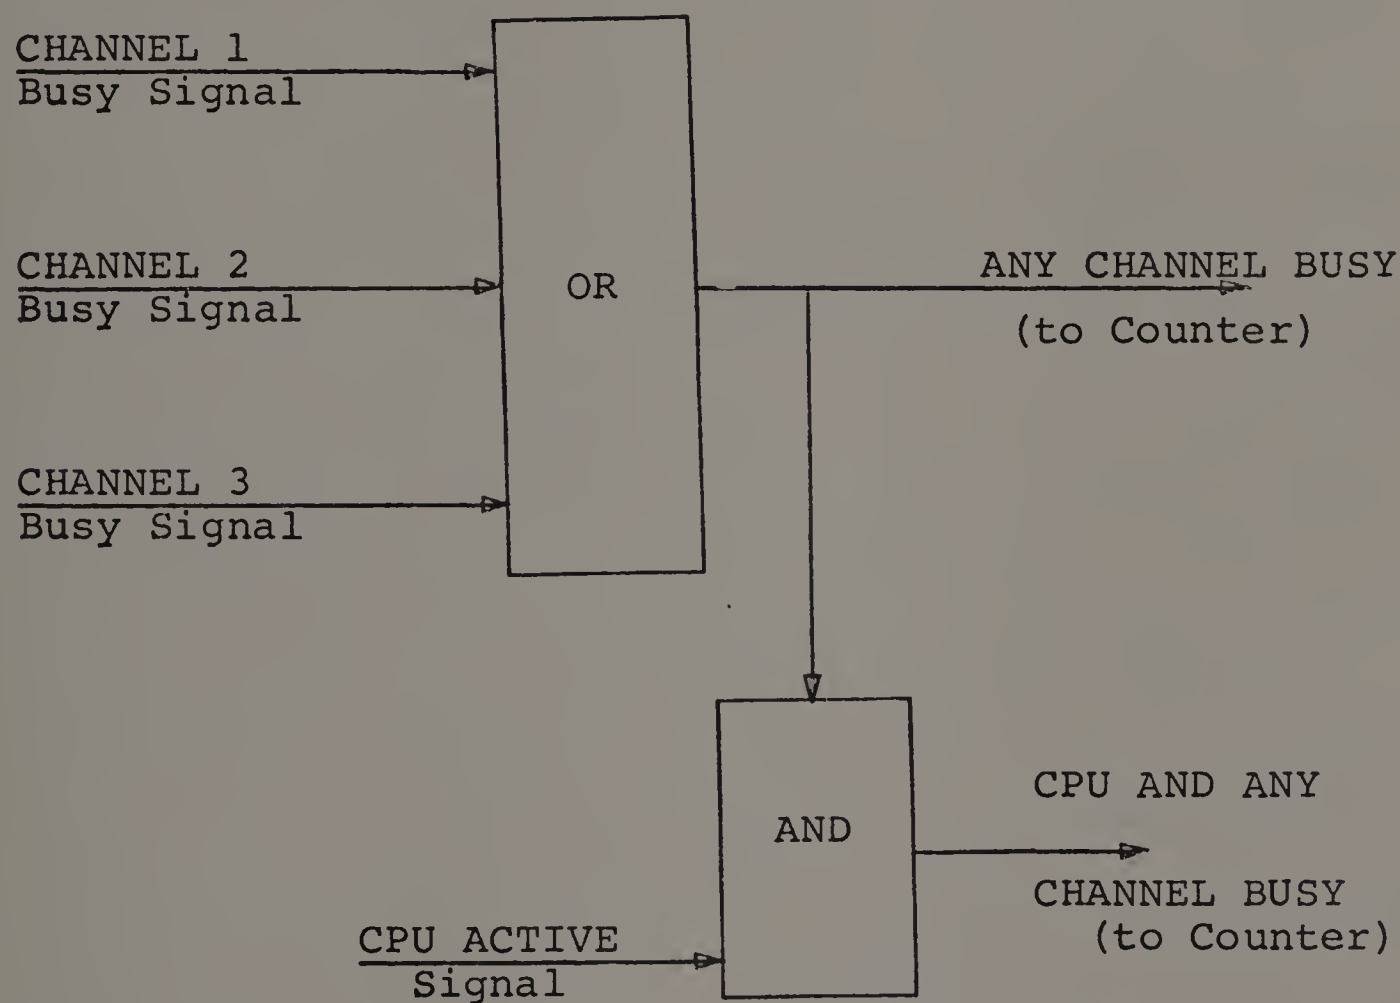 CHANNEL 1
Busy Signal
CHANNEL 2
Busy Signal
OR
ANY CHANNEL BUSY
(to Counter)
CHANNEL 3
Busy Signal
AND
CPU AND ANY
CHANNEL BUSY
(to Counter)
CPU ACTIVE
Signal